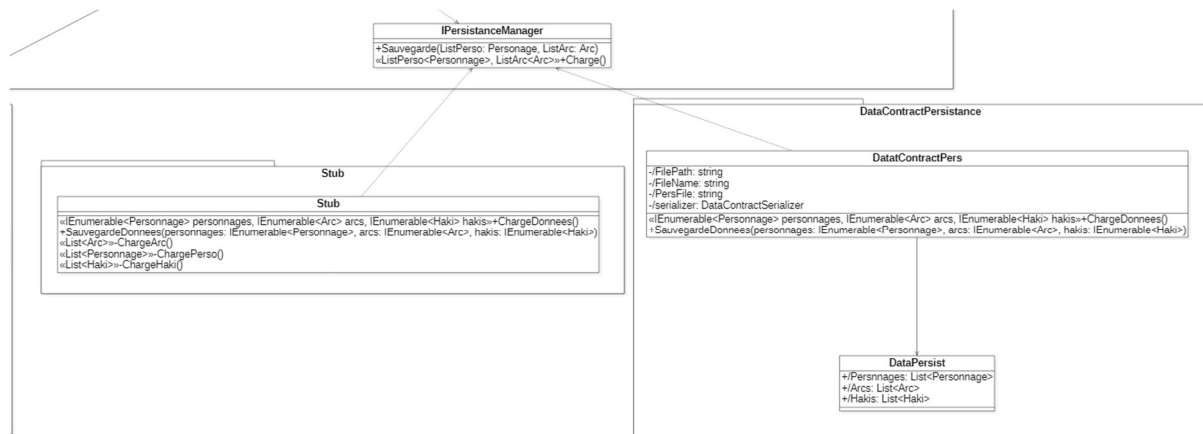 IPersistanceManager
+Sauvegarde(ListPerso: Personage, ListArc: Arc)
«ListPerso<Personnage>, ListArc<Arc>»+Charge()
Stub
Stub
«IEnumerable<Personnage> personnages, IEnumerable<Arc> arcs, IEnumerable<Haki> hakis»+ChargeDonnees()
+SauvegardeDonnees(personnages: IEnumerable<Personnage>, arcs: IEnumerable<Arc>, hakis: IEnumerable<Haki>)
«List<Arc>»-ChargeArc()
«List<Personnage>»-ChargePerso()
«List<Haki>»-ChargeHaki()
DataContractPersistance
DatatContractPers
-/FilePath: string
-/FileName: string
-/PersFile: string
-/serializer: DataContractSerializer
«IEnumerable<Personnage> personnages, IEnumerable<Arc> arcs, IEnumerable<Haki> hakis»+ChargeDonnees()
+SauvegardeDonnees(personnages: IEnumerable<Personnage>, arcs: IEnumerable<Arc>, hakis: IEnumerable<Haki>)
DataPersist
+/Persnnages: List<Personnage>
+/Arcs: List<Arc>
+/Hakis: List<Haki>